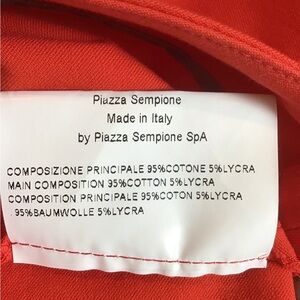 Piazza Sempione
Made in Italy
by Piazza Sempione SpA
COMPOSIZIONE PRINCIPALE 95%COTONE 5%LYCRA
MAIN COMPOSITION 95%COTTON 5%LYCRA
COMPOSITION PRINCIPALE 95%COTON 5%LYCRA
.95%BAUMWOLLE 5%LYCRA